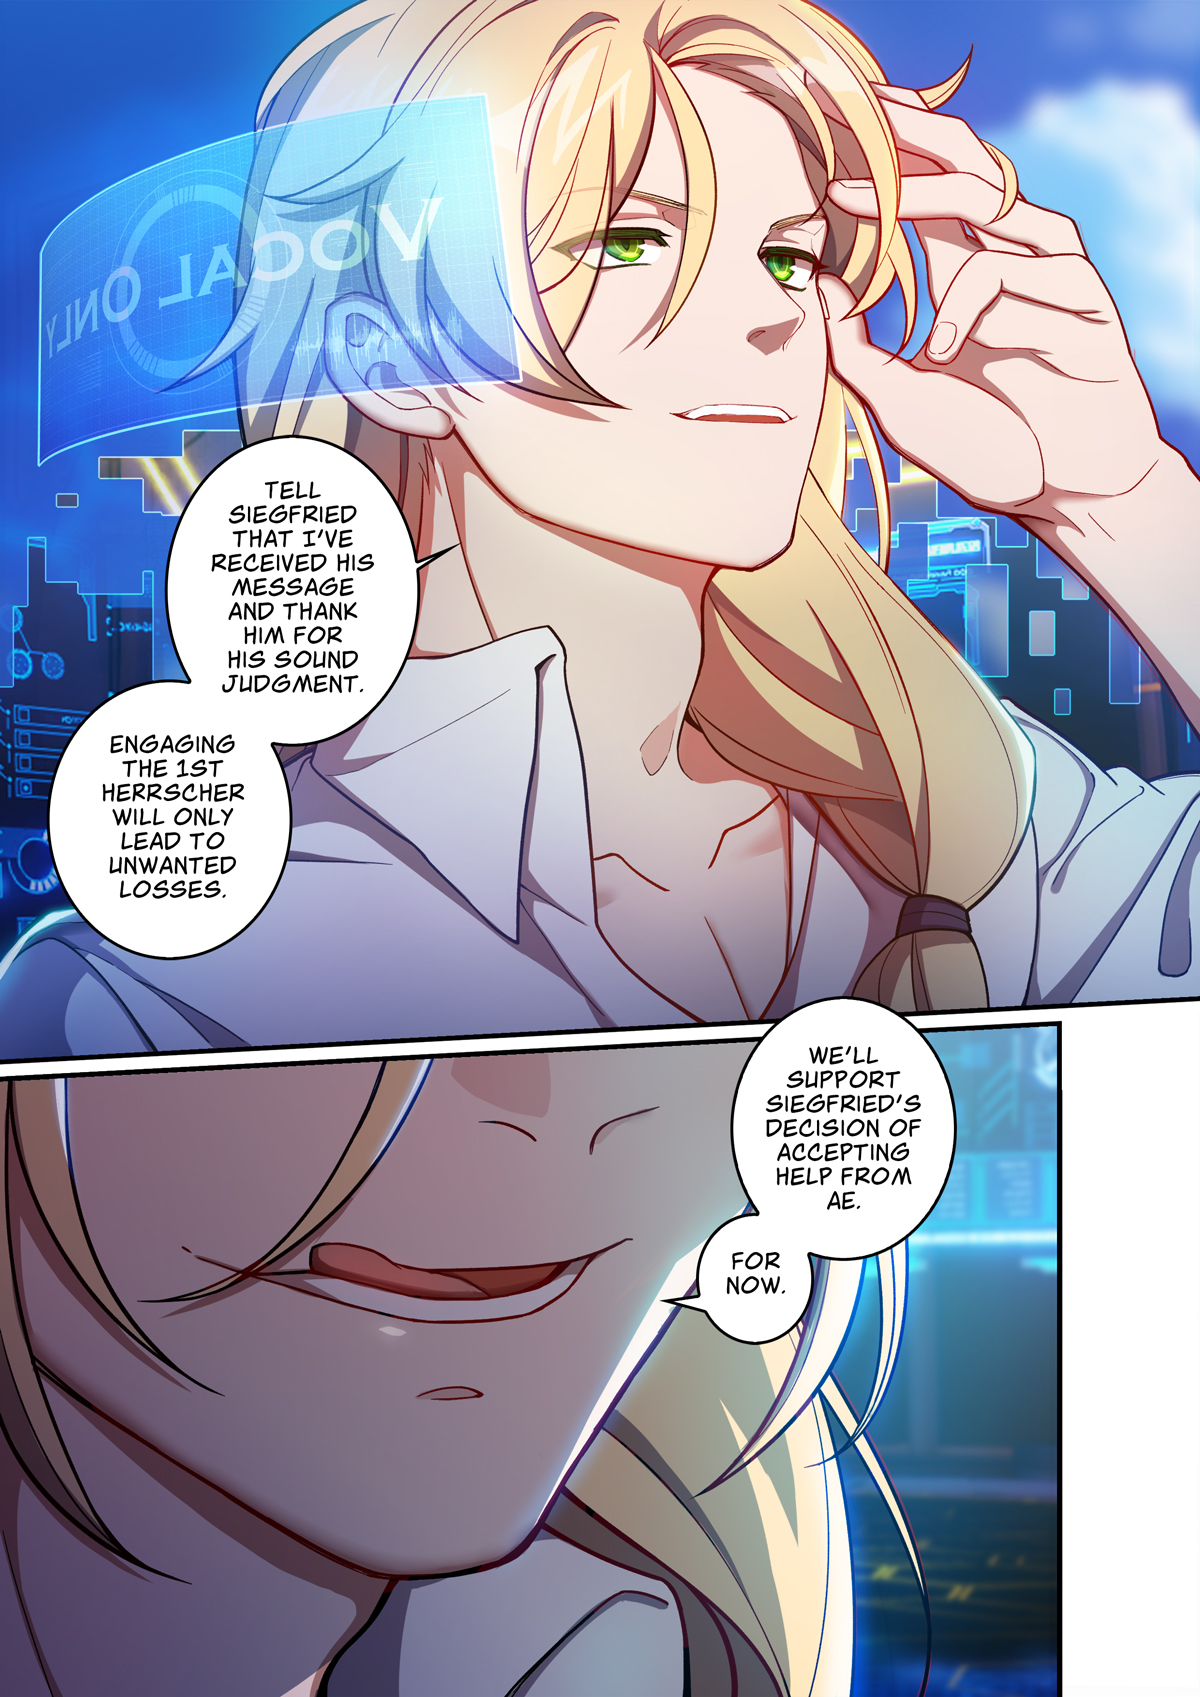 VOCAL ONLY
TELL
SIEGFRIED
THAT I'VE
RECEIVED HIS
MESSAGE
AND THANK
HIM FOR
HIS SOUND
JUDGMENT.
ENGAGING
THE 1ST
HERRSCHER
WILL ONLY
LEAD TO
UNWANTED
LOSSES.
WE'LL
SUPPORT
SIEGFRIED'S
DECISION OF
ACCEPTING
HELP FROM
AE.
FOR
NOW.